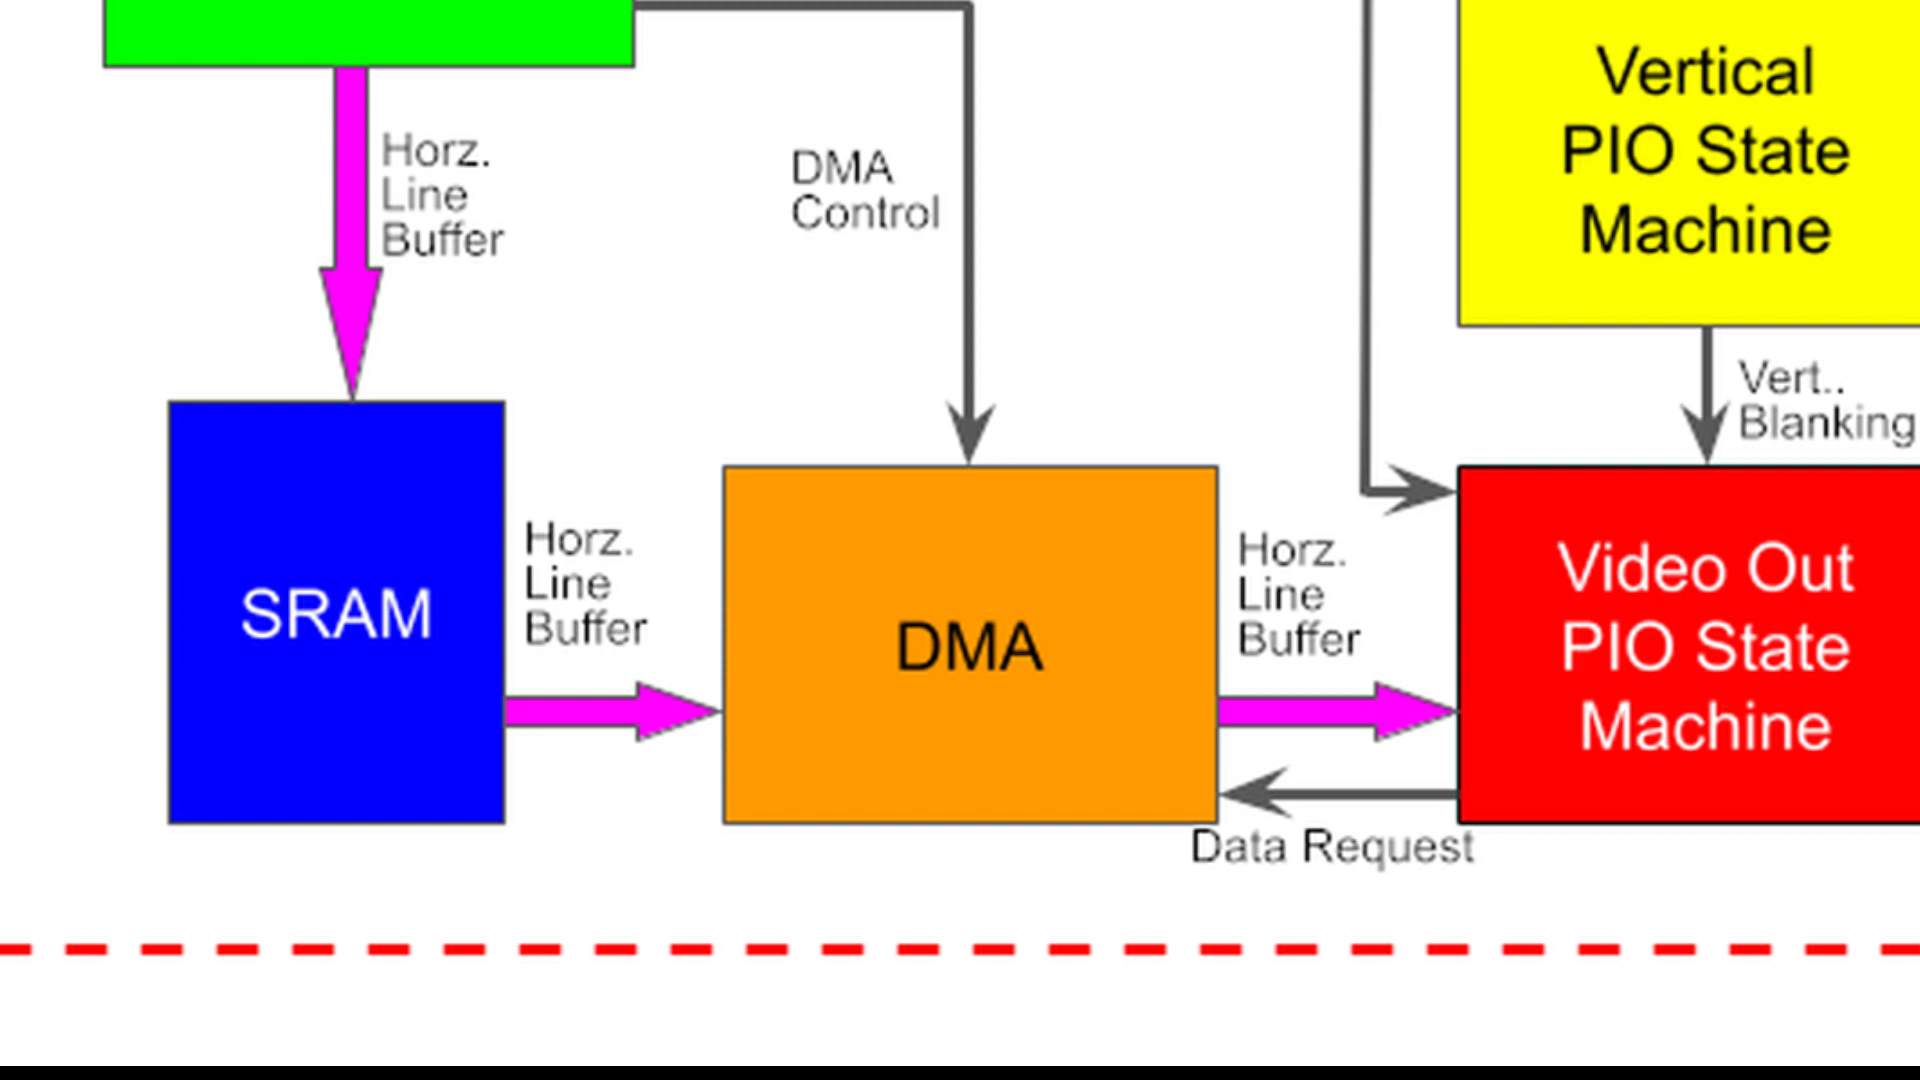 Horz.
Line
Buffer
DMA
Control
Vertical
PIO State
Machine
Vert..
Blanking
SRAM
Horz.
Line
Buffer
DMA
Horz.
Line
Buffer
Video Out
PIO State
Machine
Data Request